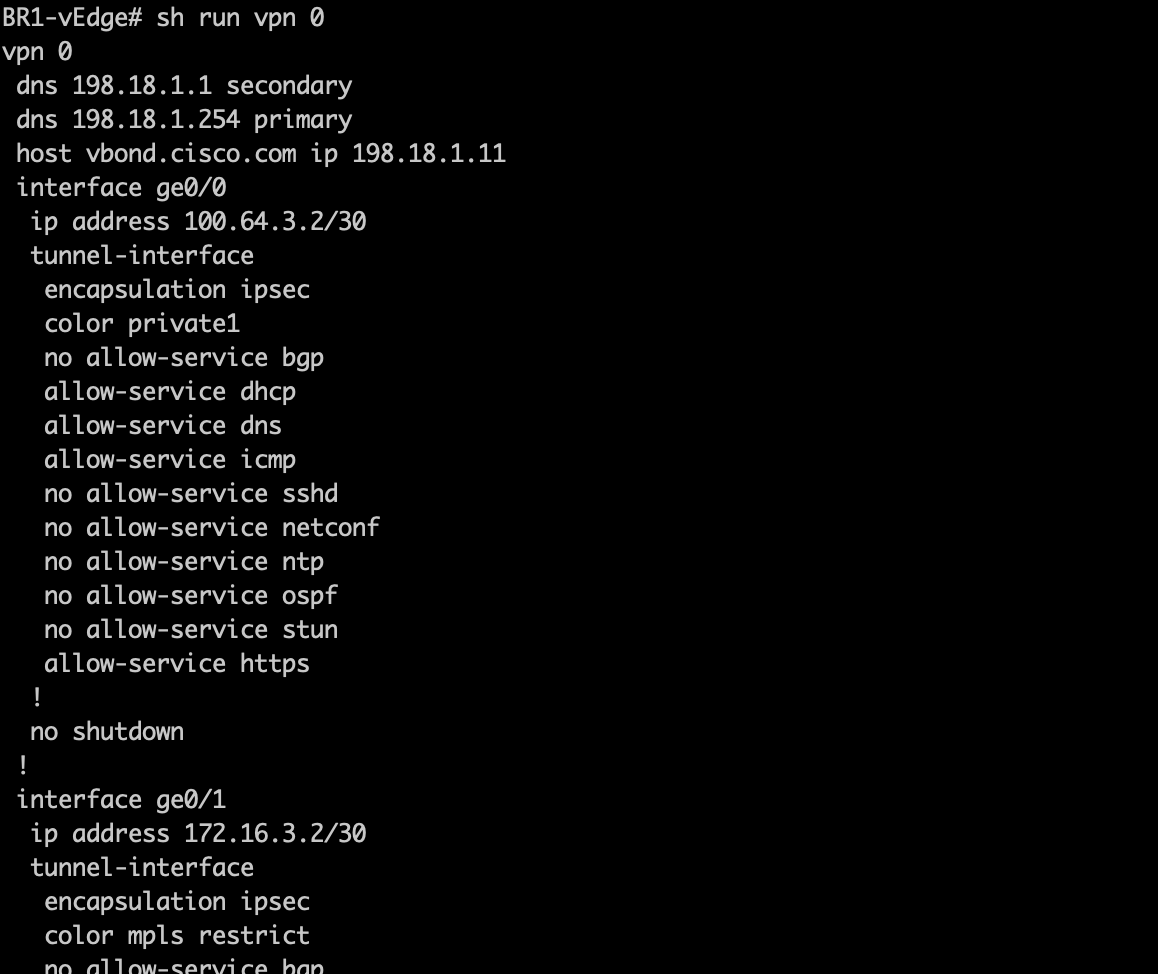 BR1-vEdge# sh run vpn 0
vpn 0
dns 198.18.1.1 secondary
dns 198.18.1.254 primary
host vbond.cisco.com ip 198.18.1.11
interface ge0/0
ip address 100.64.3.2/30
tunnel-interface
encapsulation ipsec
color private1
no allow-service bgp
allow-service dhcp
allow-service dns
allow-service icmp
no allow-service sshd
no allow-service netconf
no allow-service ntp
no allow-service ospf
no allow-service stun
allow-service https
!
no shutdown
!
interface ge0/1
ip address 172.16.3.2/30
tunnel-interface
encapsulation ipsec
color mpls restrict
no allow-service bgp